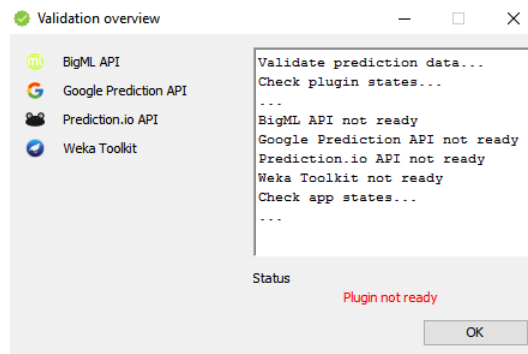 Validation overview
BigML API
Google Prediction API
Prediction.io API
Weka Toolkit
Validate prediction data...
Check plugin states...
...
BigML API not ready
Google Prediction API not ready
Prediction.io API not ready
Weka Toolkit not ready
Check app states...
...
Status
Plugin not ready
OK